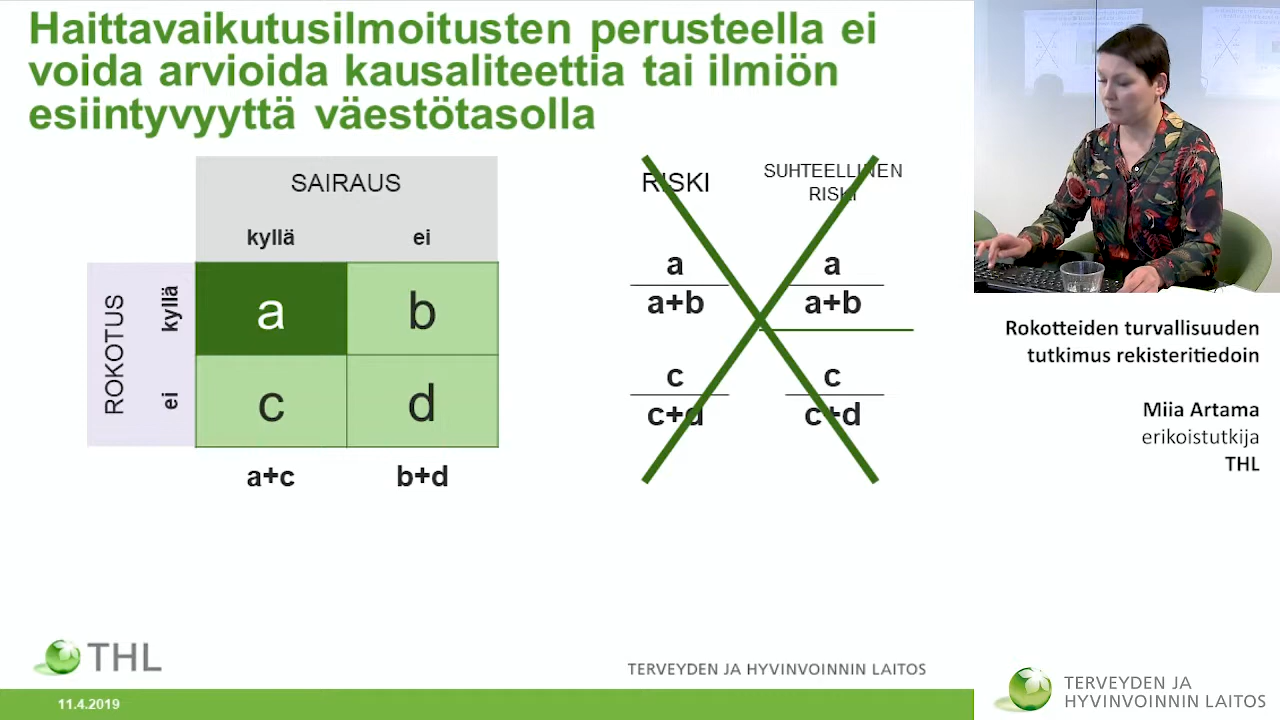 Haittavaikutusilmoitusten perusteella ei
voida arvioida kausaliteettia tai ilmiön
esiintyvyyttä väestötasolla
SAIRAUS
kyllä ei
ROKOTUS
kyllä
ei
a b
c d
a+c b+d
RISKI
a
a+b
c
c+d
SUHTEELLINEN
RISKI
a
a+b
c
c+d
Rokotteiden turvallisuuden
tutkimus rekisteritiedoin
Miia Artama
erikoistutkija
THL
THL
TERVEYDEN JA HYVINVOINNIN LAITOS
11.4.2019
TERVEYDEN JA
HYVINVOINNIN LAITOS